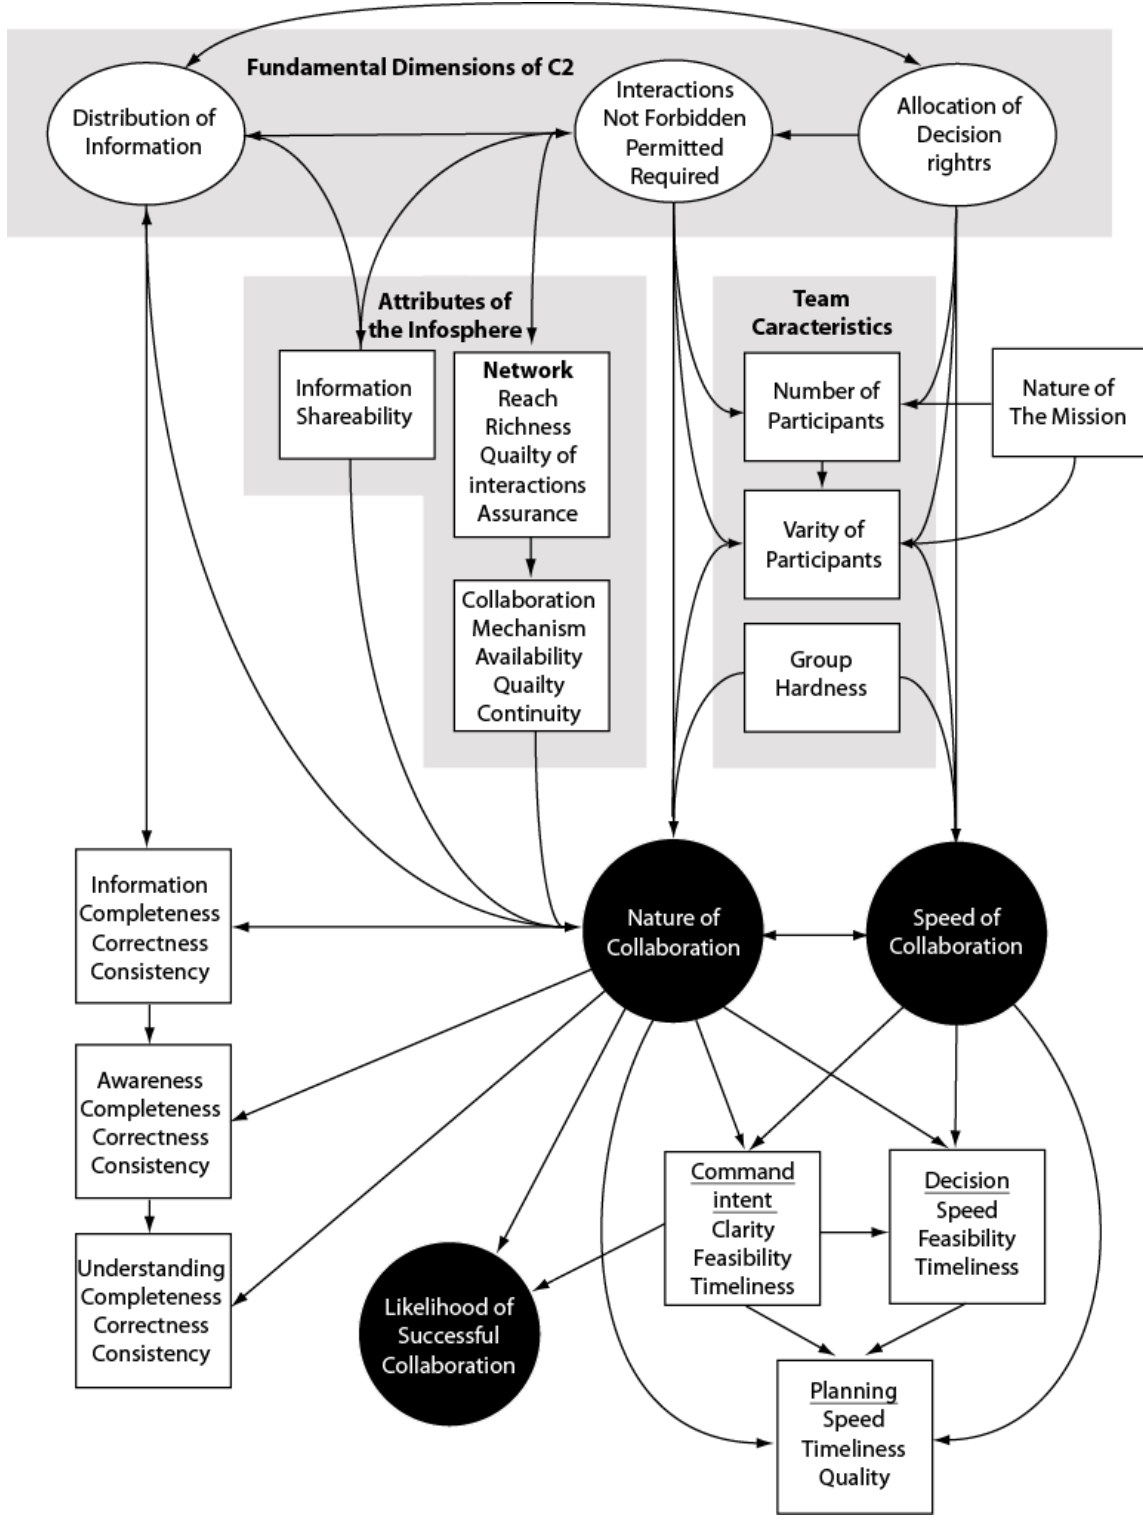 Fundamental Dimensions of C2
Distribution of
Information
Interactions
Not Forbidden
Permitted
Required
Allocation of
Decision
rightrs
Attributes of
the Infosphere
Information
Shareability
Network
Reach
Richness
Quailty of
interactions
Assurance
Collaboration
Mechanism
Availability
Quailty
Continuity
Team
Caracteristics
Number of
Participants
Varity of
Participants
Group
Hardness
Nature of
The Mission
Information
Completeness
Correctness
Consistency
Nature of
Collaboration
Speed of
Collaboration
Awareness
Completeness
Correctness
Consistency
Understanding
Completeness
Correctness
Consistency
Likelihood of
Successful
Collaboration
Command
intent
Clarity
Feasibility
Timeliness
Decision
Speed
Feasibility
Timeliness
Planning
Speed
Timeliness
Quality